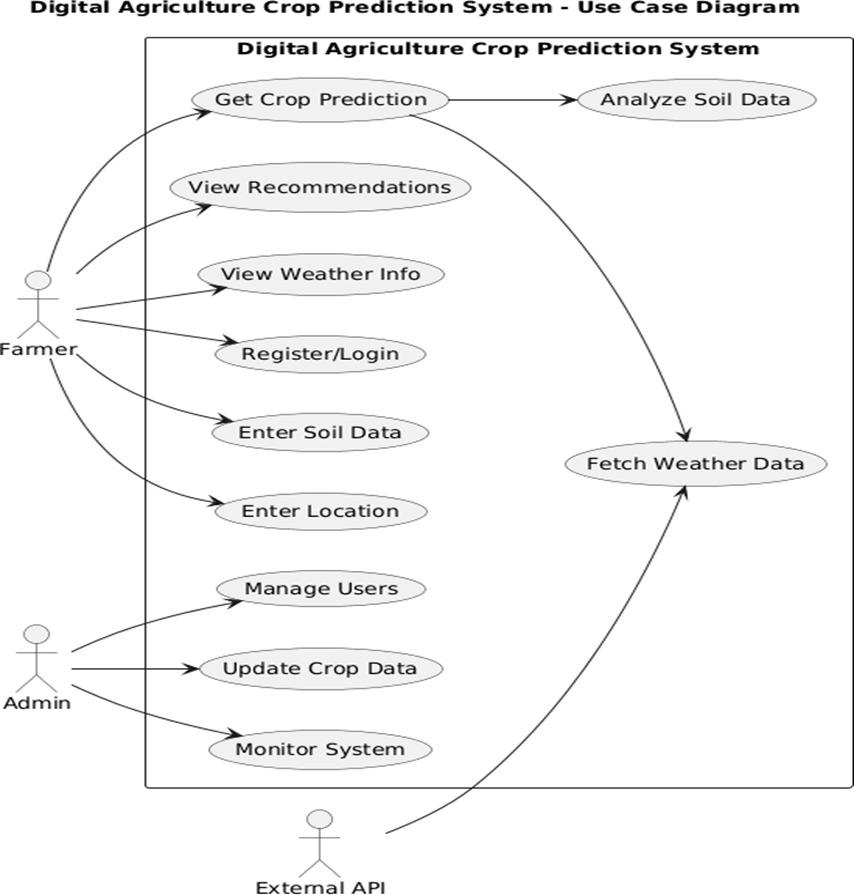 Digital Agriculture Crop Prediction System - Use Case Diagram
Digital Agriculture Crop Prediction System
Get Crop Prediction
Analyze Soil Data
View Recommendations
View Weather Info
Farmer
Register/Login
Enter Soil Data
Fetch Weather Data
Enter Location
Manage Users
Admin
Update Crop Data
Monitor System
External API